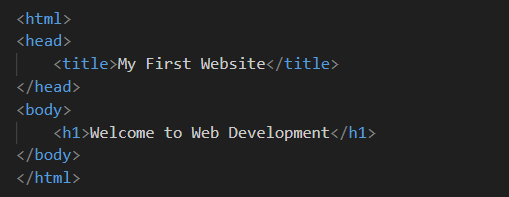 <html>
<head>
    <title>My First Website</title>
</head>
<body>
    <h1>Welcome to Web Development</h1>
</body>
</html>